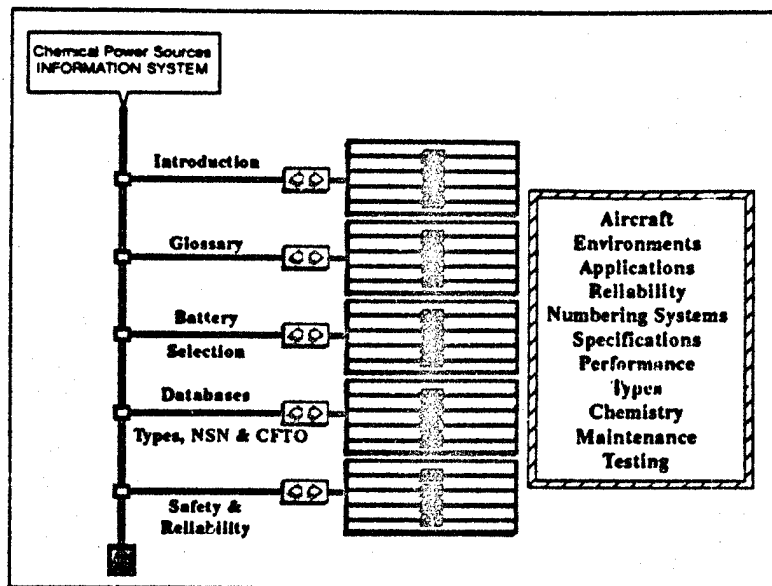 Chemical Power Sources
INFORMATION SYSTEM
Introduction
Glossary
Battery
Selection
Databases
Types, NSN & CFTO
Safety &
Reliability
Aircraft
Environments
Applications
Reliability
Numbering Systems
Specifications
Performance
Types
Chemistry
Maintenance
Testing